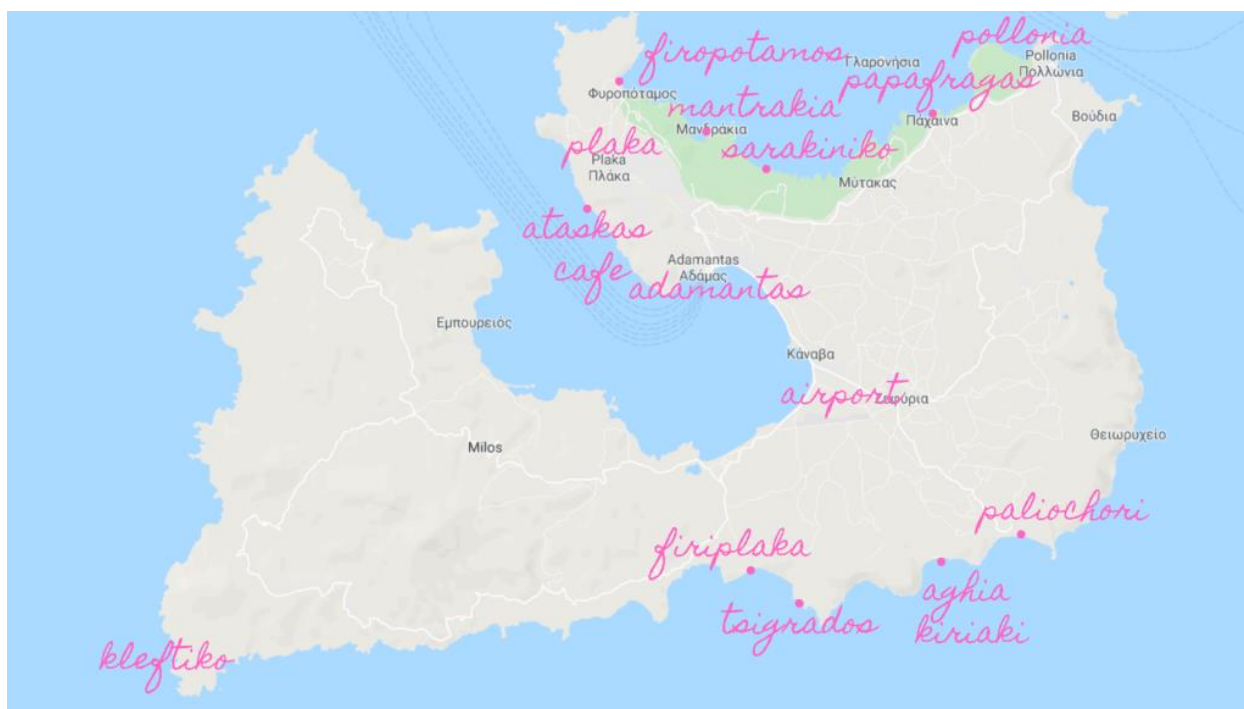 pollonia
firopotamos
Γλαρονήσια
Pollonia
Πολλώνια
papafragas
Φυροπόταμος
mantrakia
Πάχαινα
Βούδια
Μανδράκια
plaka
sarakiniko
Plaka
Πλάκα
Μύτακας
ataskas
cafe
Adamantas
Αδάμας
adamantas
Εμπουρειός
Κάναβα
airport
Ζεφύρια
Milos
Θειωρυχείο
paliochori
firiplaka
aghia
kiriaki
tsigrados
kleftiko